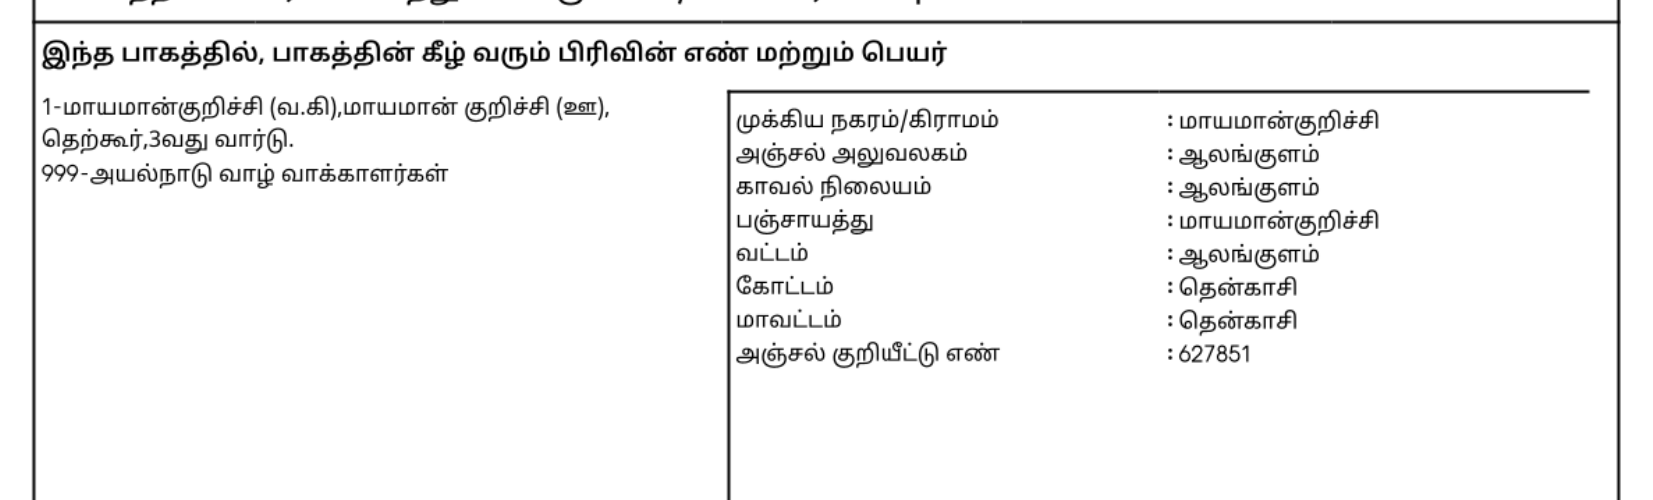 இந்த பாகத்தில், பாகத்தின் கீழ் வரும் பிரிவின் எண் மற்றும் பெயர்
1-மாயமான்குறிச்சி (வ.கி),மாயமான் குறிச்சி (ஊ),
தெற்கூர்,3வது வார்டு.
999-அயல்நாடு வாழ் வாக்காளர்கள்
முக்கிய நகரம்/கிராமம் : மாயமான்குறிச்சி
அஞ்சல் அலுவலகம் : ஆலங்குளம்
காவல் நிலையம் : ஆலங்குளம்
பஞ்சாயத்து : மாயமான்குறிச்சி
வட்டம் : ஆலங்குளம்
கோட்டம் : தென்காசி
மாவட்டம் : தென்காசி
அஞ்சல் குறியீட்டு எண் : 627851